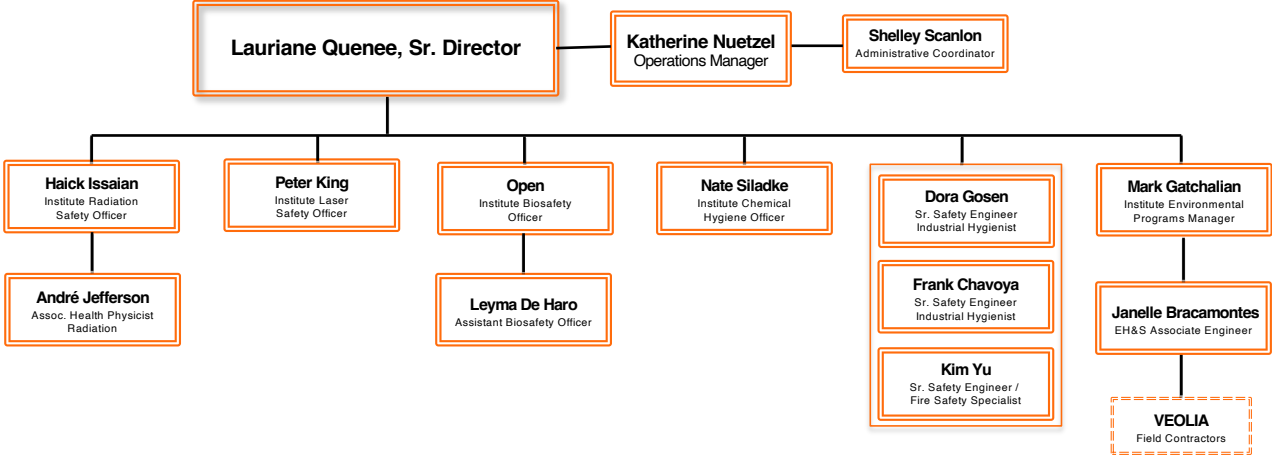 Lauriane Quenee, Sr. Director
Katherine Nuetzel
Operations Manager
Shelley Scanlon
Administrative Coordinator
Haick Issaian
Institute Radiation
Safety Officer
Peter King
Institute Laser
Safety Officer
Open
Institute Biosafety
Officer
Nate Siladke
Institute Chemical
Hygiene Officer
Dora Gosen
Sr. Safety Engineer
Industrial Hygienist
Mark Gatchalian
Institute Environmental
Programs Manager
André Jefferson
Assoc. Health Physicist
Radiation
Leyma De Haro
Assistant Biosafety Officer
Frank Chavoya
Sr. Safety Engineer
Industrial Hygienist
Janelle Bracamontes
EH&S Associate Engineer
Kim Yu
Sr. Safety Engineer /
Fire Safety Specialist
VEOLIA
Field Contractors